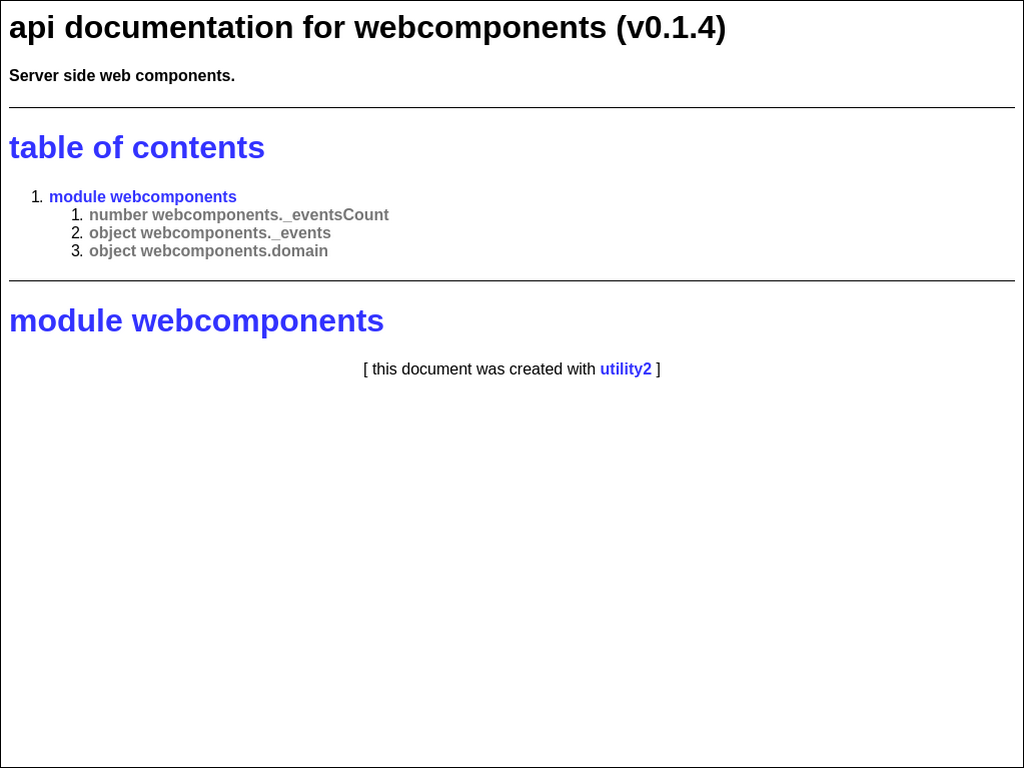 api documentation for webcomponents (v0.1.4)
Server side web components.
table of contents
1. module webcomponents
1. number webcomponents._eventsCount
2. object webcomponents._events
3. object webcomponents.domain
module webcomponents
[ this document was created with utility2 ]